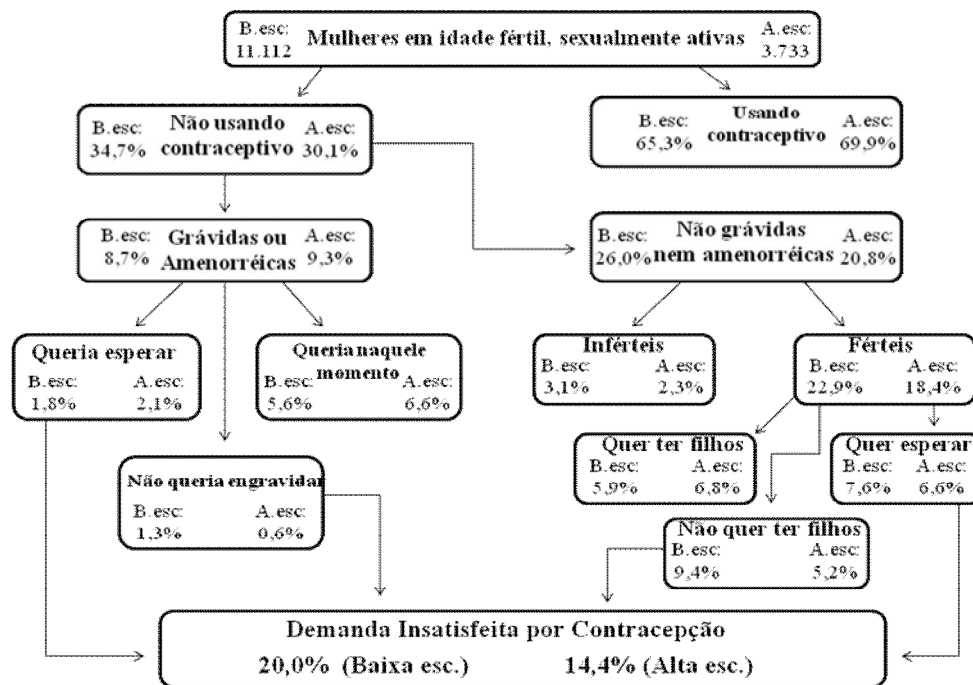 B.esc: Mulheres em idade fértil, sexualmente ativas A.esc:
11.112 3.733
B.esc: Não usando A.esc:
34,7% contraceptivo 30,1%
B.esc: Usando A.esc:
65,3% contraceptivo 69,9%
B.esc: Grávidas ou A.esc:
8,7% Amenorréicas 9,3%
B.esc: Não grávidas A.esc:
26,0% nem amenorréicas 20,8%
Queria esperar
B.esc: A.esc:
1,8% 2,1%
Queria naquele
momento
B.esc: A.esc:
5,6% 6,6%
Inférteis
B.esc: A.esc:
3,1% 2,3%
Férteis
B.esc: A.esc:
22,9% 18,4%
Não queria engravidar
B.esc: A.esc:
1,3% 0,6%
Quer ter filhos
B.esc: A.esc:
5,9% 6,8%
Quer esperar
B.esc: A.esc:
7,6% 6,6%
Não quer ter filhos
B.esc: A.esc:
9,4% 5,2%
Demanda Insatisfeita por Contracepção
20,0% (Baixa esc.) 14,4% (Alta esc.)